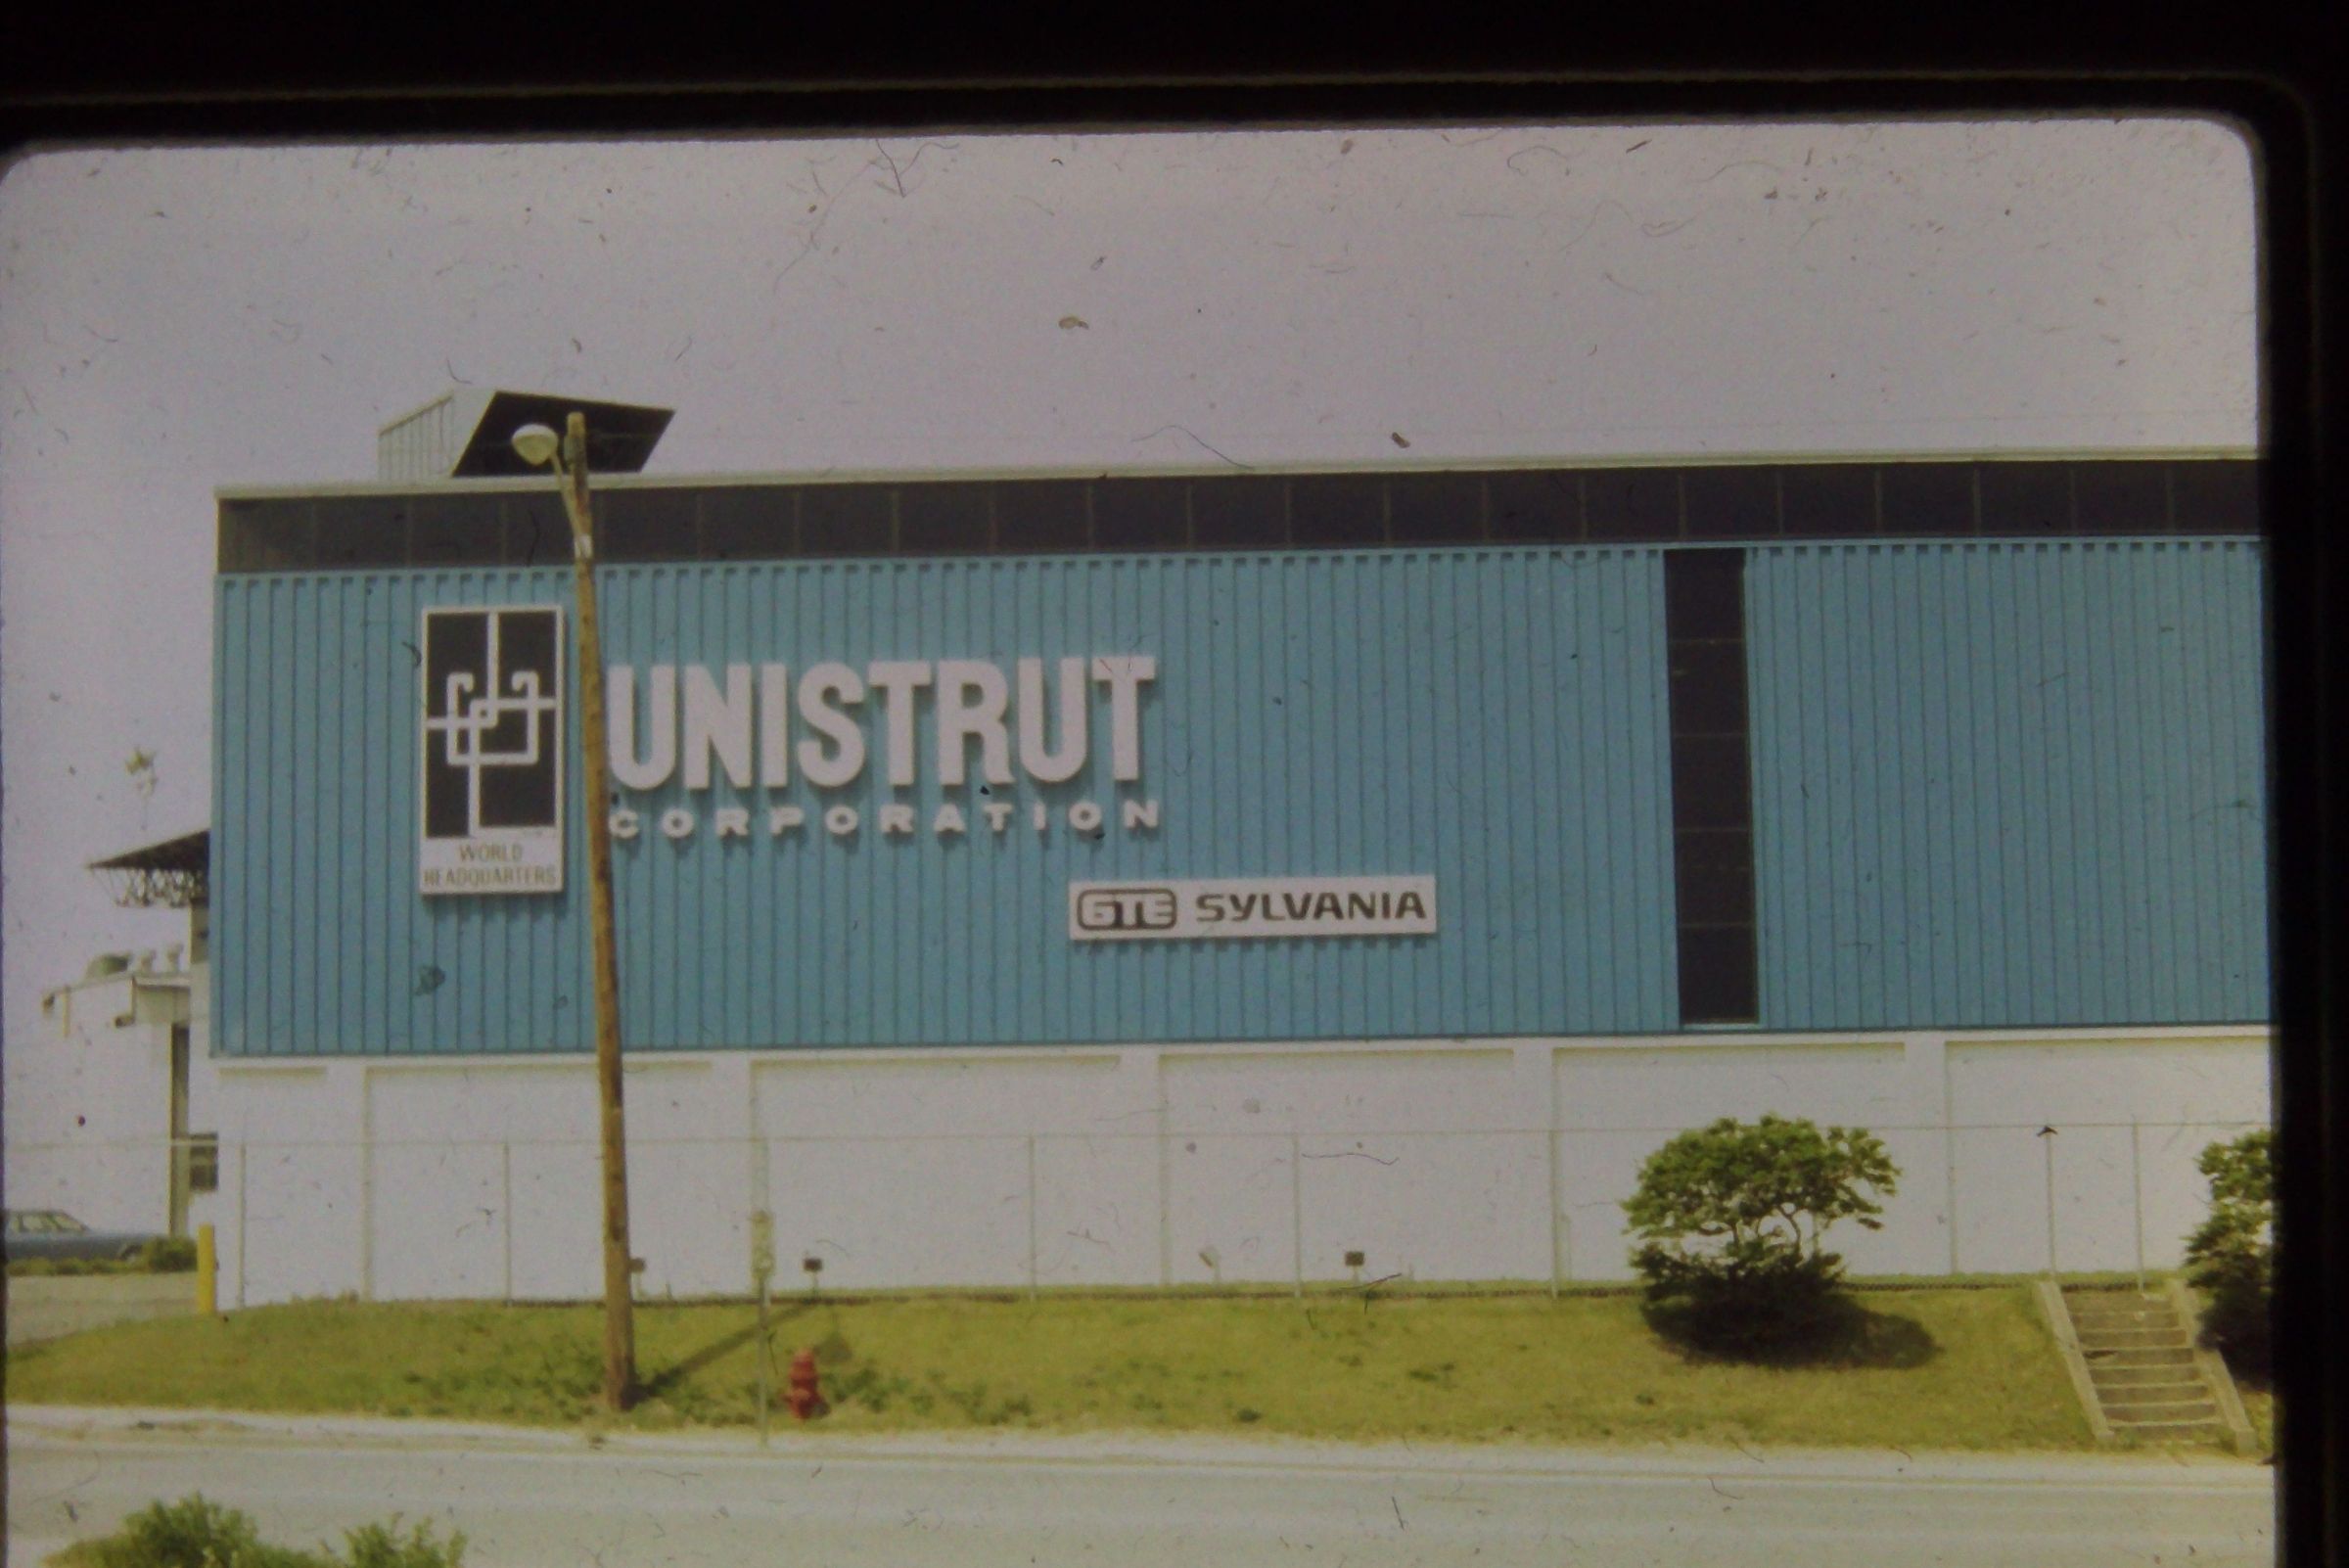 UNISTRUT
CORPORATION
WORLD
HEADQUARTERS
GTE SYLVANIA